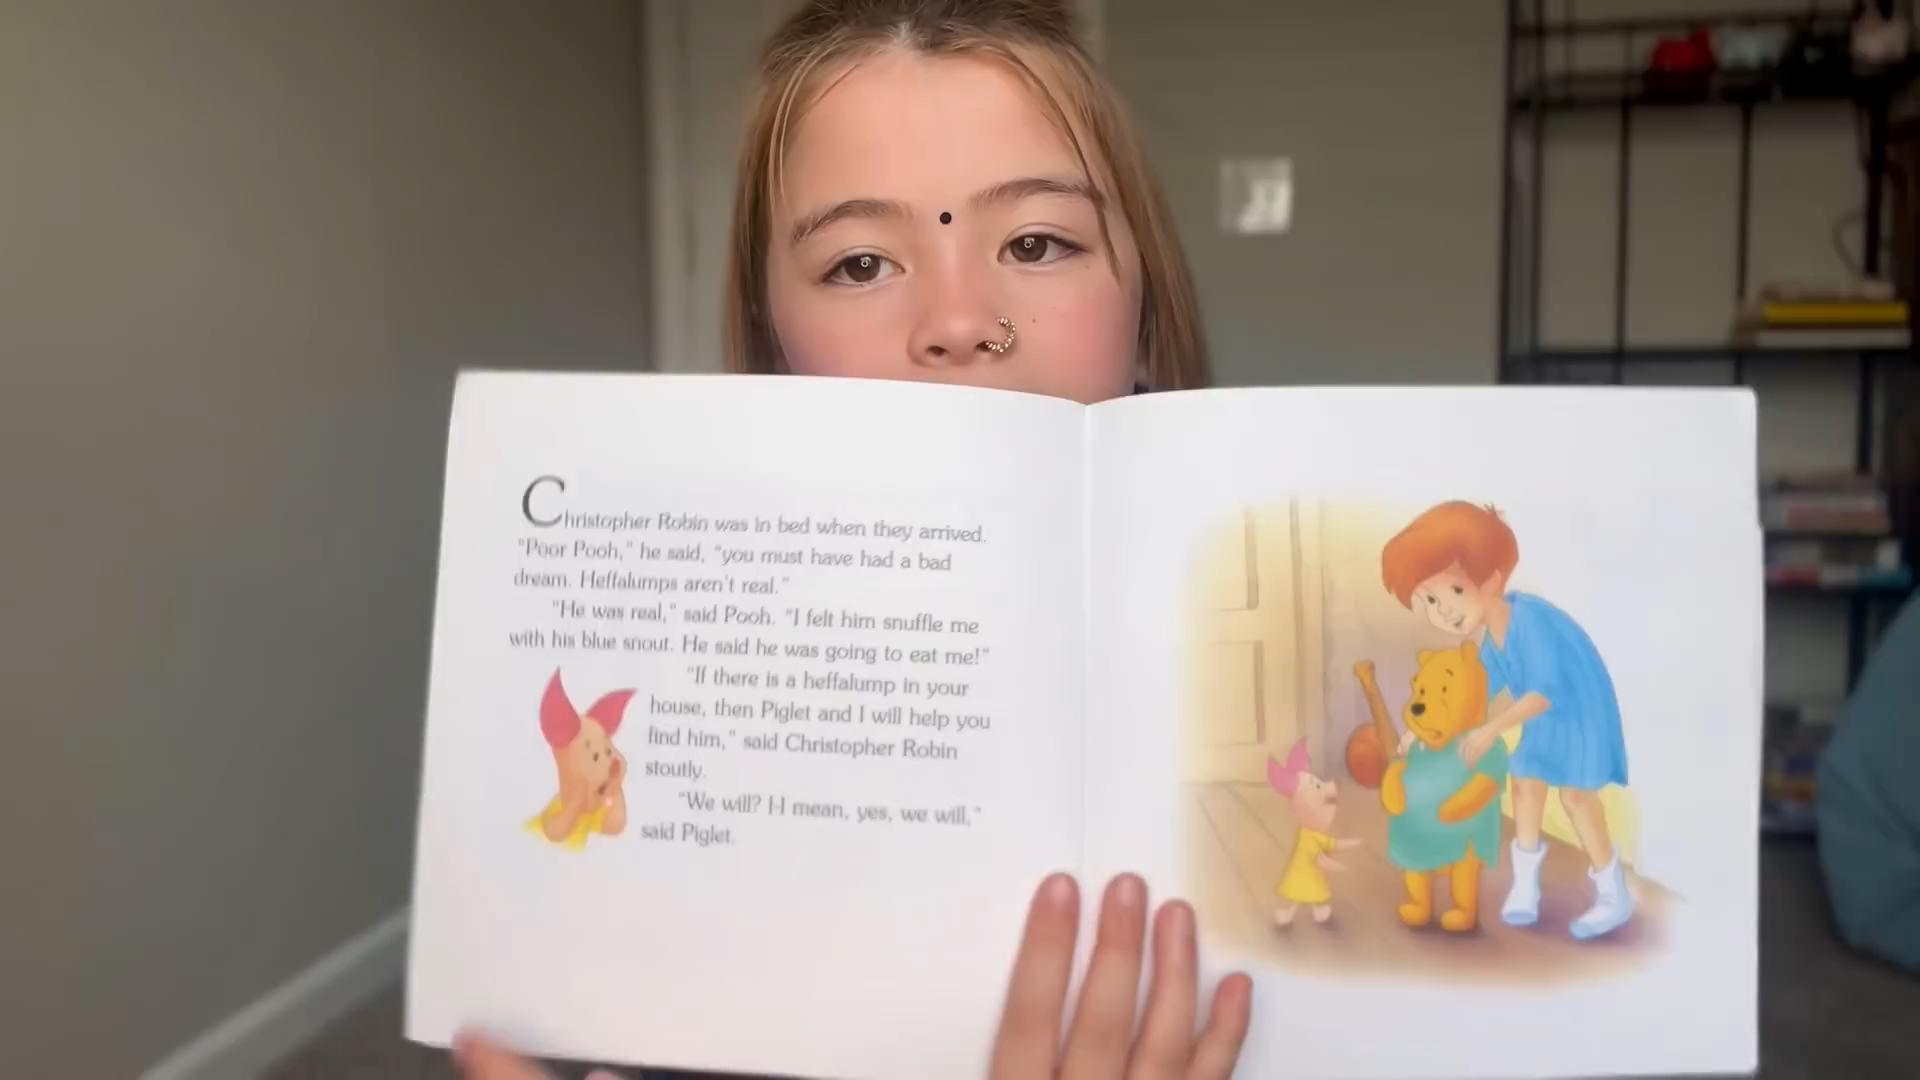 Christopher Robin was in bed when they arrived.
"Poor Pooh," he said, "you must have had a bad
dream. Heffalumps aren't real."
"He was real," said Pooh. "I felt him snuffle me
with his blue snout. He said he was going to eat me!"
"If there is a heffalump in your
house, then Piglet and I will help you
find him," said Christopher Robin
stoutly.
"We will? I-I mean, yes, we will,"
said Piglet.